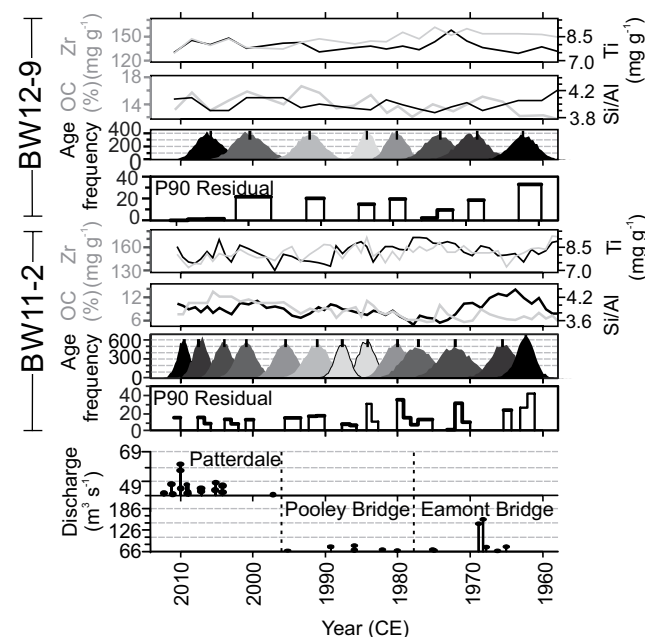 BW12-9
Zr
(mg g⁻¹)
150
120
8.5
7.0
Ti
(mg g⁻¹)
OC
(%)
18
14
4.2
3.8
Si/Al
Age
frequency
400
200
0
P90 Residual
40
20
0
BW11-2
Zr
(mg g⁻¹)
160
130
8.5
7.0
Ti
(mg g⁻¹)
OC
(%)
12
6
4.2
3.6
Si/Al
Age
frequency
600
300
0
P90 Residual
40
20
0
Discharge
(m³ s⁻¹)
69
49
186
126
66
Patterdale
Pooley Bridge
Eamont Bridge
2010 2000 1990 1980 1970 1960
Year (CE)